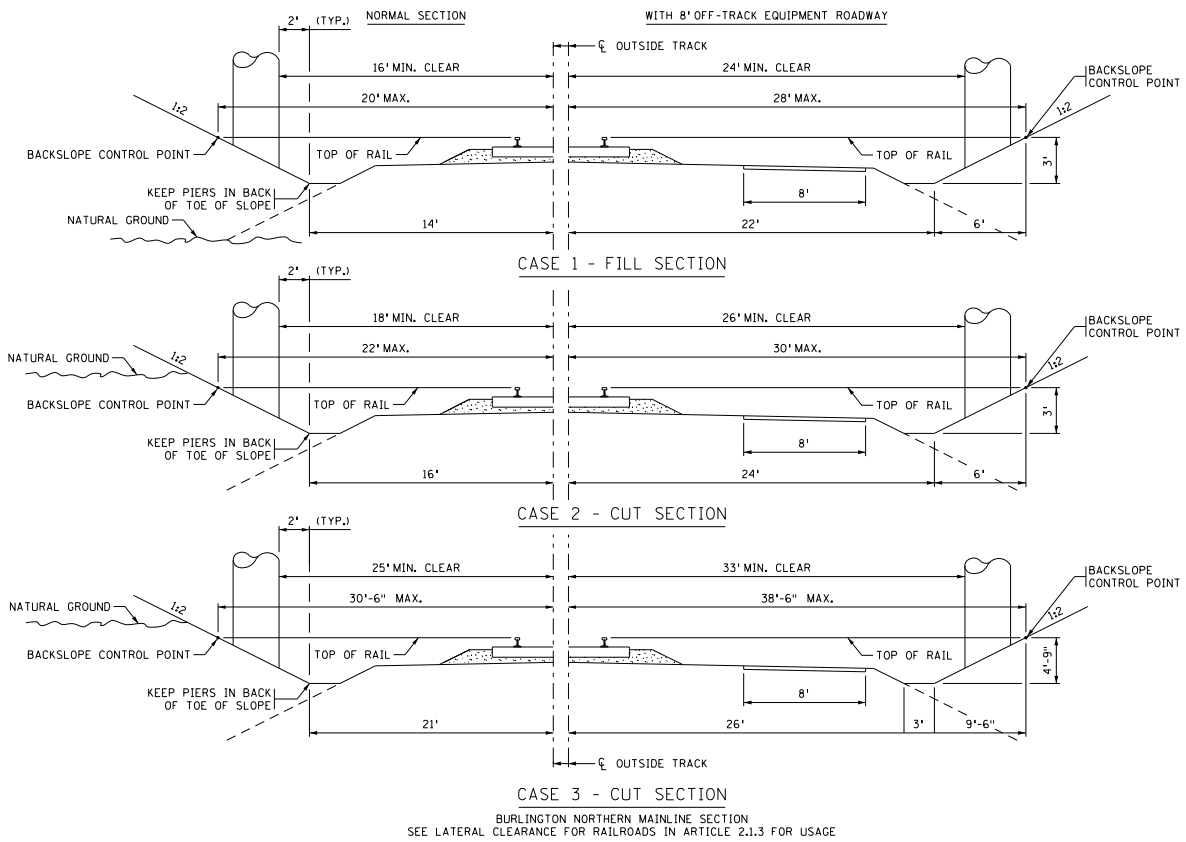 2' (TYP.)
NORMAL SECTION
WITH 8' OFF-TRACK EQUIPMENT ROADWAY
℄ OUTSIDE TRACK
16' MIN. CLEAR
24' MIN. CLEAR
BACKSLOPE
CONTROL POINT
20' MAX.
28' MAX.
1:2
1:2
BACKSLOPE CONTROL POINT
TOP OF RAIL
TOP OF RAIL
3'
KEEP PIERS IN BACK
OF TOE OF SLOPE
8'
NATURAL GROUND
14'
22'
6'
CASE 1 - FILL SECTION
2' (TYP.)
18' MIN. CLEAR
26' MIN. CLEAR
BACKSLOPE
CONTROL POINT
NATURAL GROUND
1:2
22' MAX.
30' MAX.
1:2
BACKSLOPE CONTROL POINT
TOP OF RAIL
TOP OF RAIL
3'
KEEP PIERS IN BACK
OF TOE OF SLOPE
8'
16'
24'
6'
CASE 2 - CUT SECTION
2' (TYP.)
25' MIN. CLEAR
33' MIN. CLEAR
BACKSLOPE
CONTROL POINT
NATURAL GROUND
1:2
30'-6" MAX.
38'-6" MAX.
1:2
BACKSLOPE CONTROL POINT
TOP OF RAIL
TOP OF RAIL
4'-9"
KEEP PIERS IN BACK
OF TOE OF SLOPE
8'
21'
26'
3'
9'-6"
℄ OUTSIDE TRACK
CASE 3 - CUT SECTION
BURLINGTON NORTHERN MAINLINE SECTION
SEE LATERAL CLEARANCE FOR RAILROADS IN ARTICLE 2.1.3 FOR USAGE